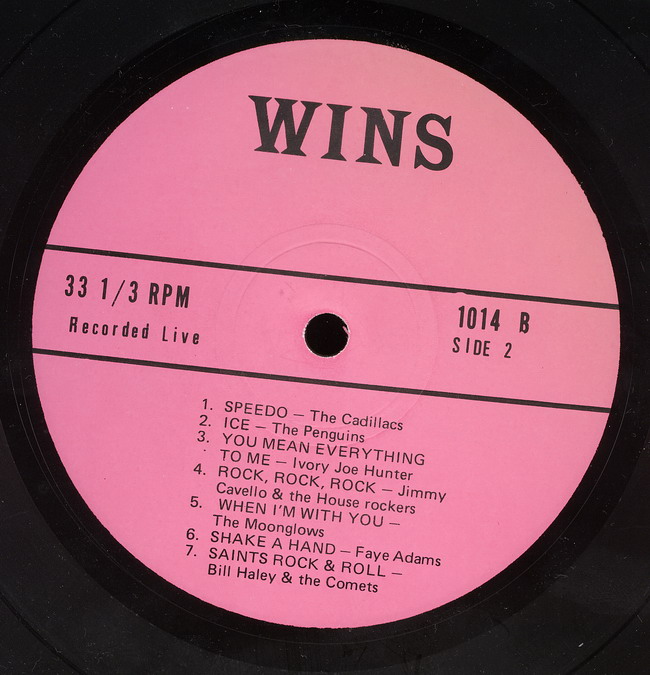 WINS
33 1/3 RPM
Recorded Live
1014 B
SIDE 2
1. SPEEDO — The Cadillacs
2. ICE — The Penguins
3. YOU MEAN EVERYTHING
TO ME — Ivory Joe Hunter
4. ROCK, ROCK, ROCK — Jimmy
Cavello & the House rockers
5. WHEN I'M WITH YOU —
The Moonglows
6. SHAKE A HAND — Faye Adams
7. SAINTS ROCK & ROLL —
Bill Haley & the Comets